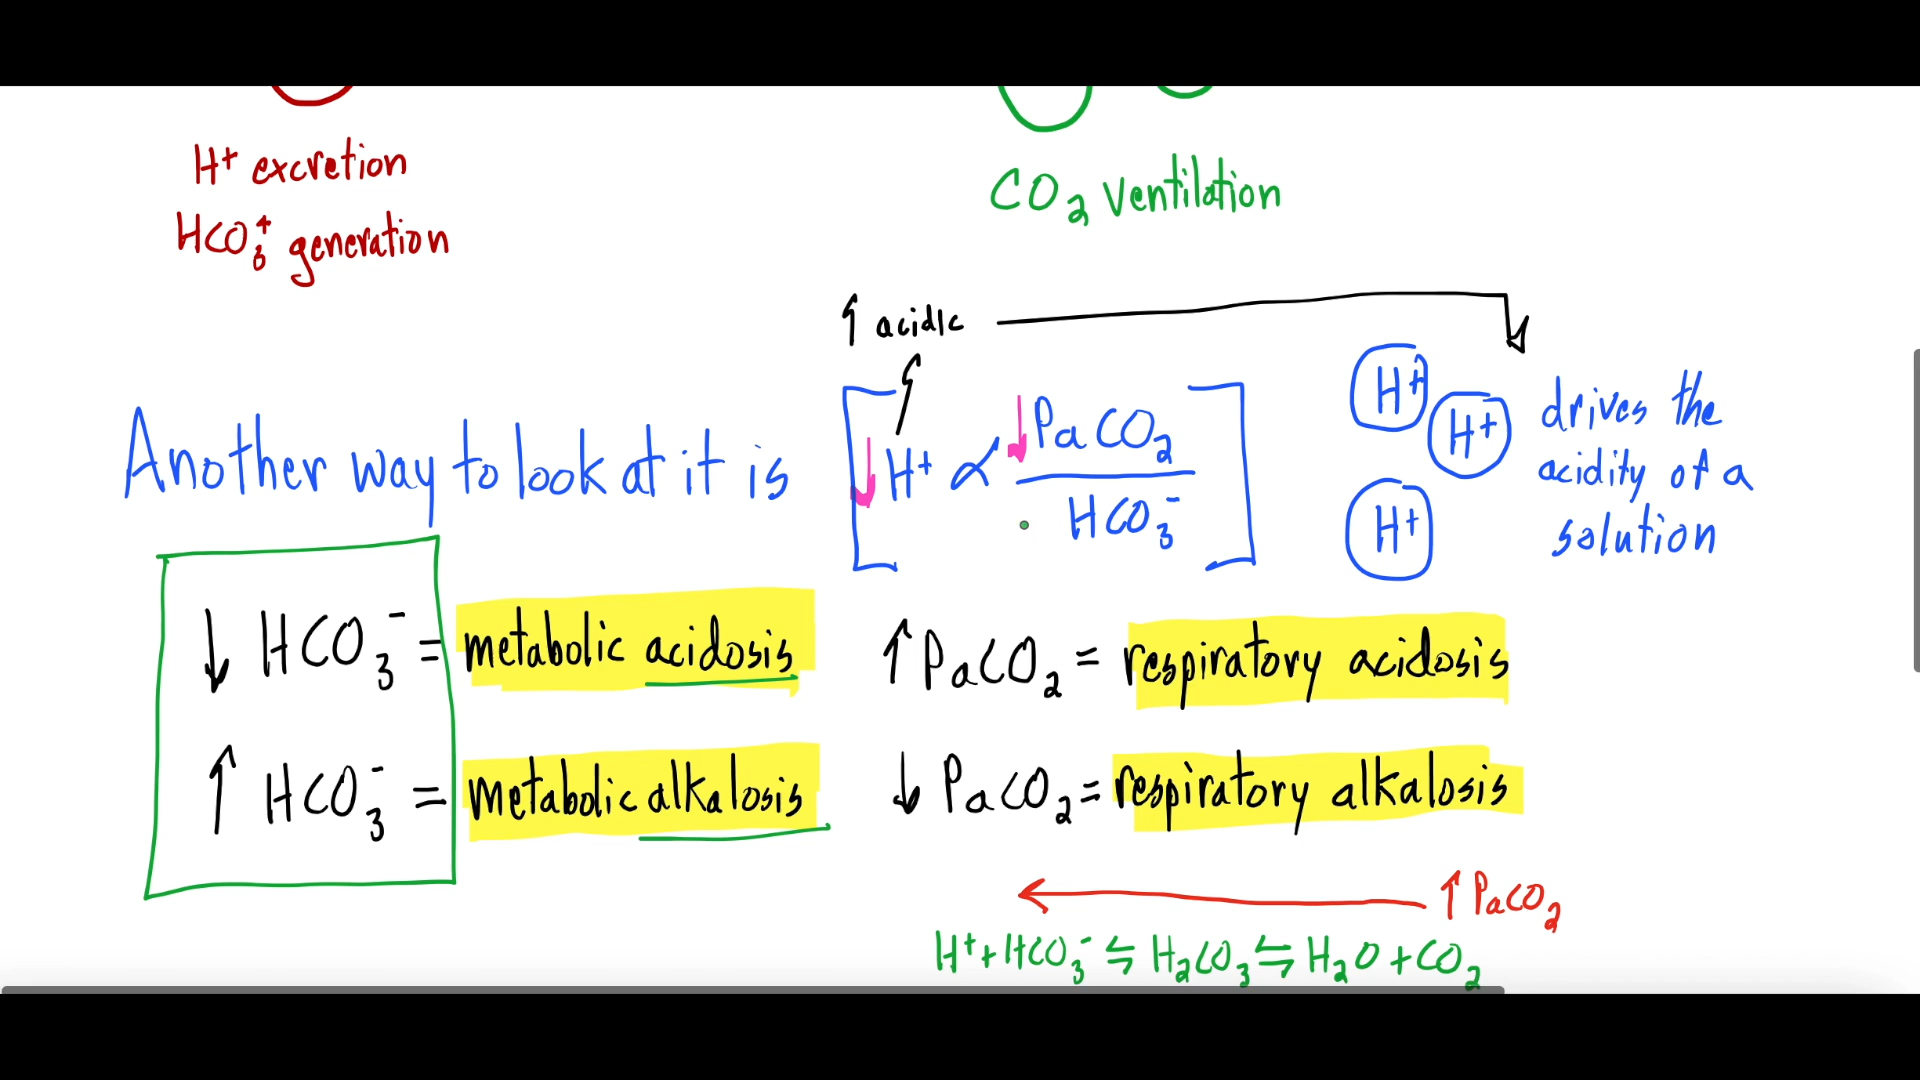 H+ excretion
HCO3+ generation
CO2 ventilation
↑ acidic
Another way to look at it is
↓ H+ ∝ ↓ PaCO2 / HCO3-
H+
H+
H+
drives the
acidity of a
solution
↓ HCO3- = metabolic acidosis
↑ HCO3- = metabolic alkalosis
↑ PaCO2 = respiratory acidosis
↓ PaCO2 = respiratory alkalosis
↑ PaCO2
H+ + HCO3- ⇌ H2CO3 ⇌ H2O + CO2